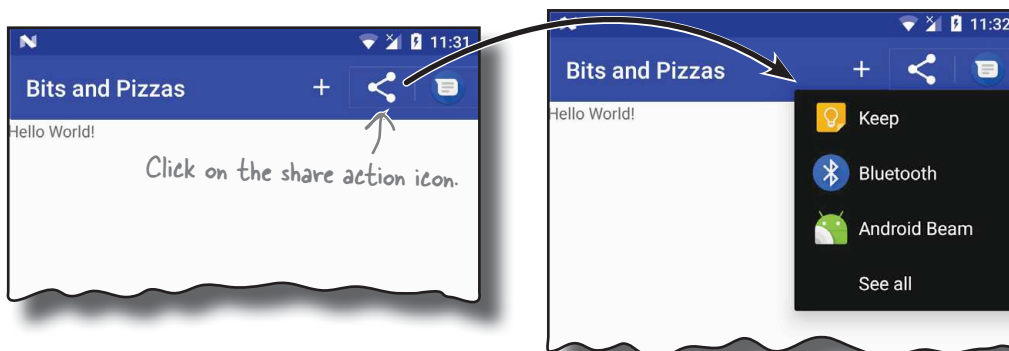 11:31
Bits and Pizzas
+
Hello World!
Click on the share action icon.
11:32
Bits and Pizzas
+
Hello World!
Keep
Bluetooth
Android Beam
See all